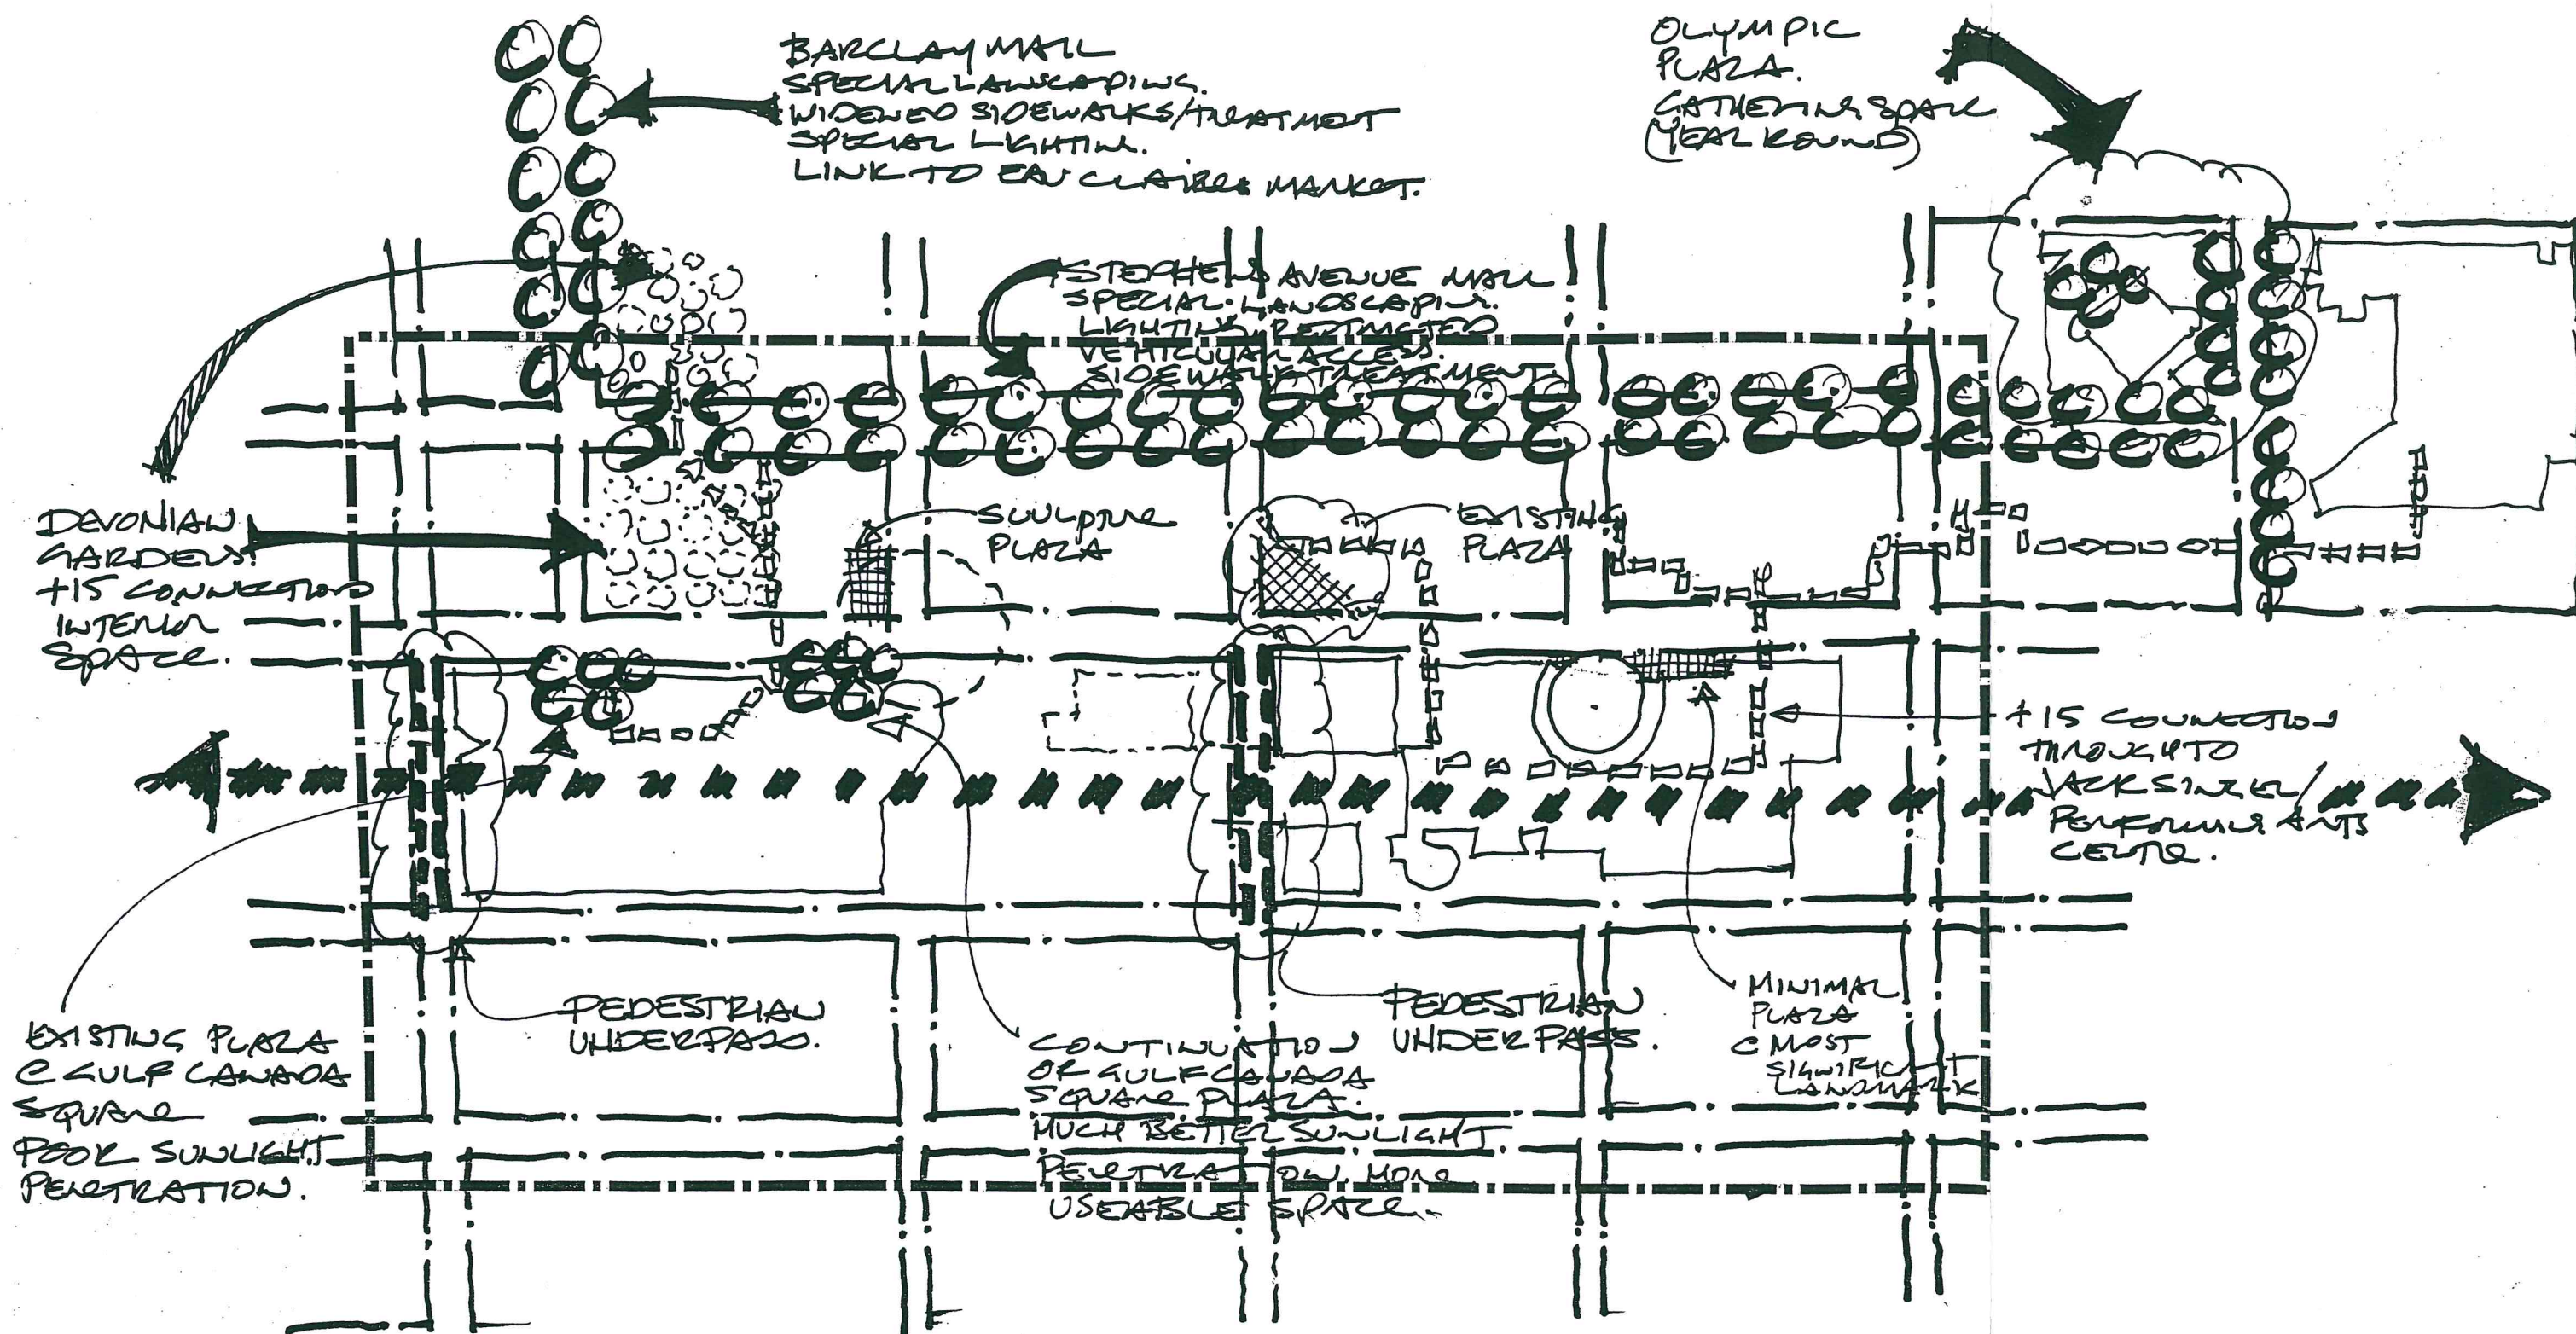 BARCLAY MALL
SPECIAL LANSCAPING.
WIDENED SIDEWALKS/TREATMENT
SPECIAL LIGHTING.
LINK TO EAU CLAIRE MARKET.
OLYMPIC
PLAZA.
GATHERING SPACE
(YEAR ROUND)
STEPHEN AVENUE MALL
SPECIAL LANDSCAPING.
LIGHTING, RESTRICTED
VEHICULAR ACCESS.
SIDEWALK TREATMENT.
DEVONIAN
GARDENS.
+15 CONNECTIONS
INTERIOR
SPACE.
SCULPTURE
PLAZA
EXISTING
PLAZA
+15 CONNECTION
THROUGH TO
JACK SINGER/
PERFORMING ARTS
CENTRE.
EXISTING PLAZA
@ GULF CANADA
SQUARE
POOR SUNLIGHT
PENETRATION.
PEDESTRIAN
UNDERPASS.
CONTINUATION
OF GULF CANADA
SQUARE PLAZA.
MUCH BETTER SUNLIGHT
PENETRATION. MORE
USEABLE SPACE.
PEDESTRIAN
UNDERPASS.
MINIMAL
PLAZA
@ MOST
SIGNIFICANT
LANDMARK